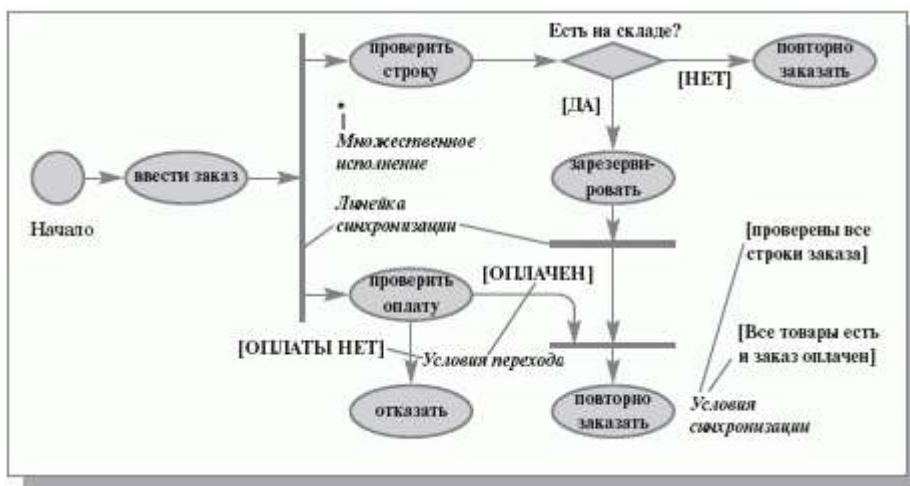 Есть на складе?
проверить
строку
повторно
заказать
[НЕТ]
[ДА]
*
Множественное
исполнение
ввести заказ
зарезерви-
ровать
Начало
Линейка
синхронизации
[проверены все
строки заказа]
проверить
оплату
[ОПЛАЧЕН]
[ОПЛАТЫ НЕТ]
Условия перехода
[Все товары есть
и заказ оплачен]
отказать
повторно
заказать
Условия
синхронизации